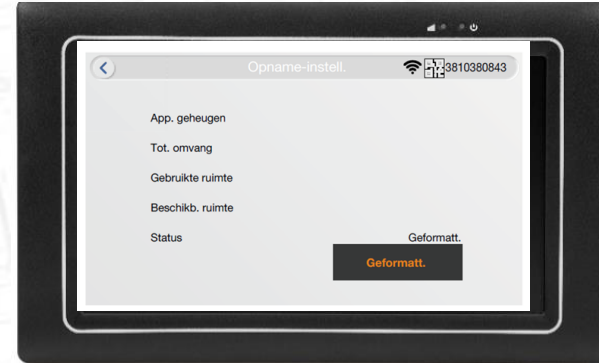 Opname-instell.
3810380843
App. geheugen
Tot. omvang
Gebruikte ruimte
Beschikb. ruimte
Status
Geformatt.
Geformatt.